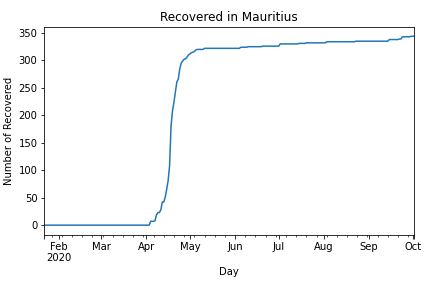 Recovered in Mauritius
Number of Recovered
350
300
250
200
150
100
50
0
Feb Mar Apr May Jun Jul Aug Sep Oct
2020
Day